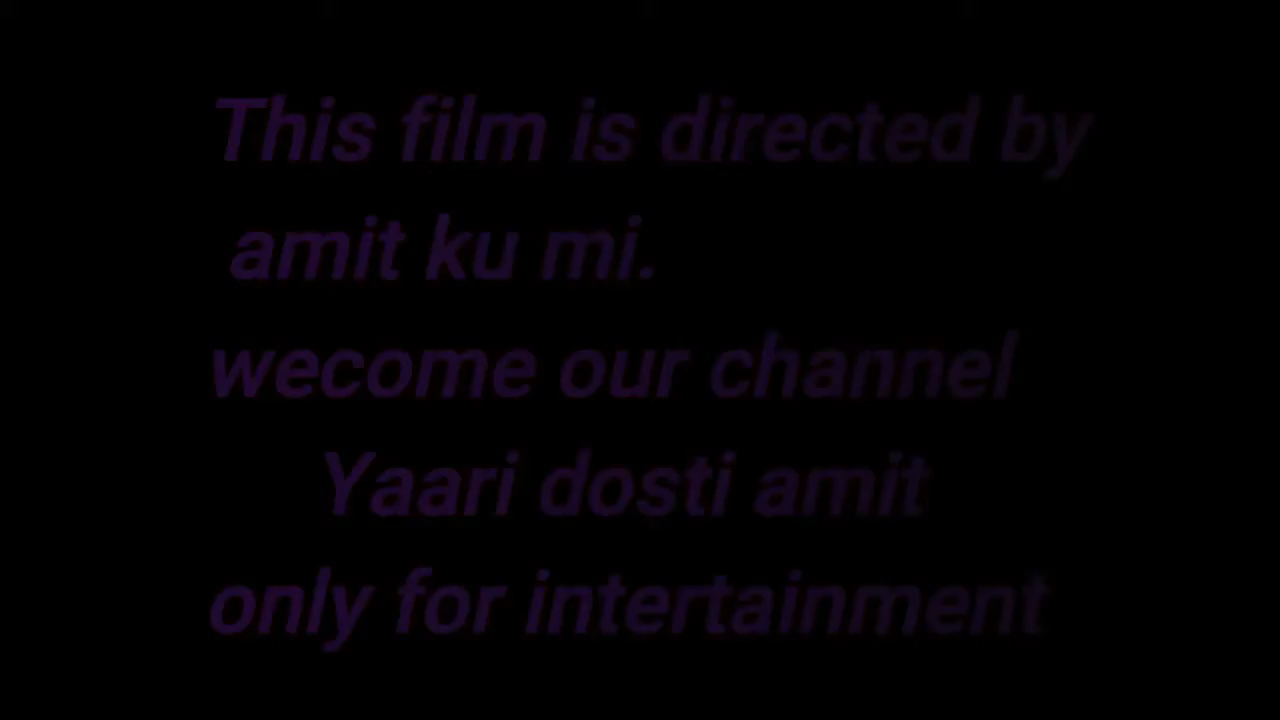 This film is directed by
amit ku mi.
wecome our channel
Yaari dosti amit
only for intertainment